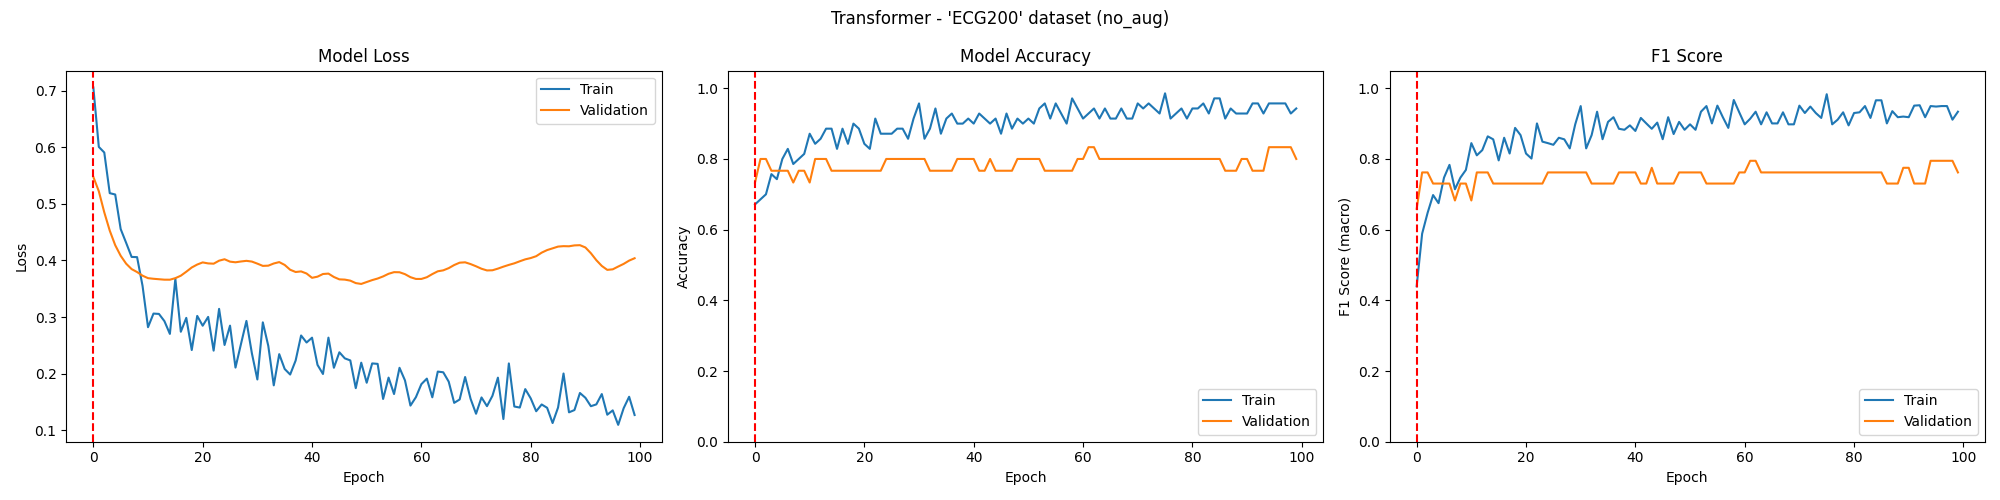 Transformer - 'ECG200' dataset (no_aug)
Model Loss
Loss
0.7
0.6
0.5
0.4
0.3
0.2
0.1
0 20 40 60 80 100
Epoch
Train
Validation
Model Accuracy
Accuracy
1.0
0.8
0.6
0.4
0.2
0.0
0 20 40 60 80 100
Epoch
Train
Validation
F1 Score
F1 Score (macro)
1.0
0.8
0.6
0.4
0.2
0.0
0 20 40 60 80 100
Epoch
Train
Validation